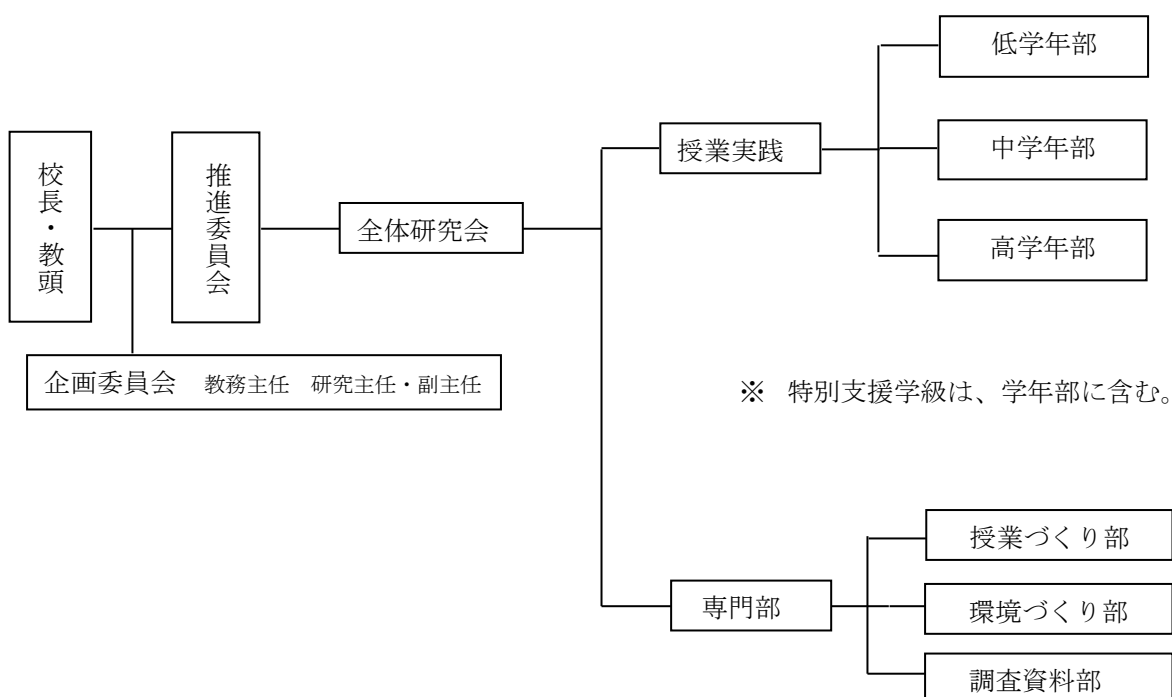 校長・教頭
推進委員会
企画委員会 教務主任 研究主任・副主任
全体研究会
授業実践
低学年部
中学年部
高学年部
※ 特別支援学級は、学年部に含む。
専門部
授業づくり部
環境づくり部
調査資料部